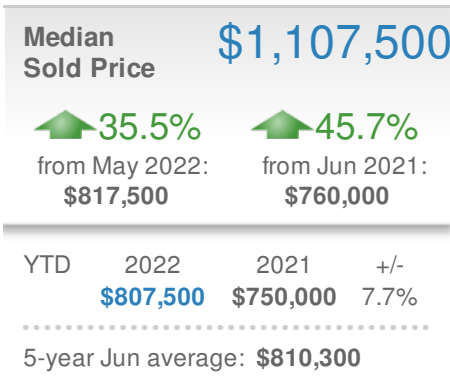 Median
Sold Price
$1,107,500
35.5% 45.7%
from May 2022: from Jun 2021:
$817,500 $760,000
YTD 2022 2021 +/-
$807,500 $750,000 7.7%
5-year Jun average: $810,300